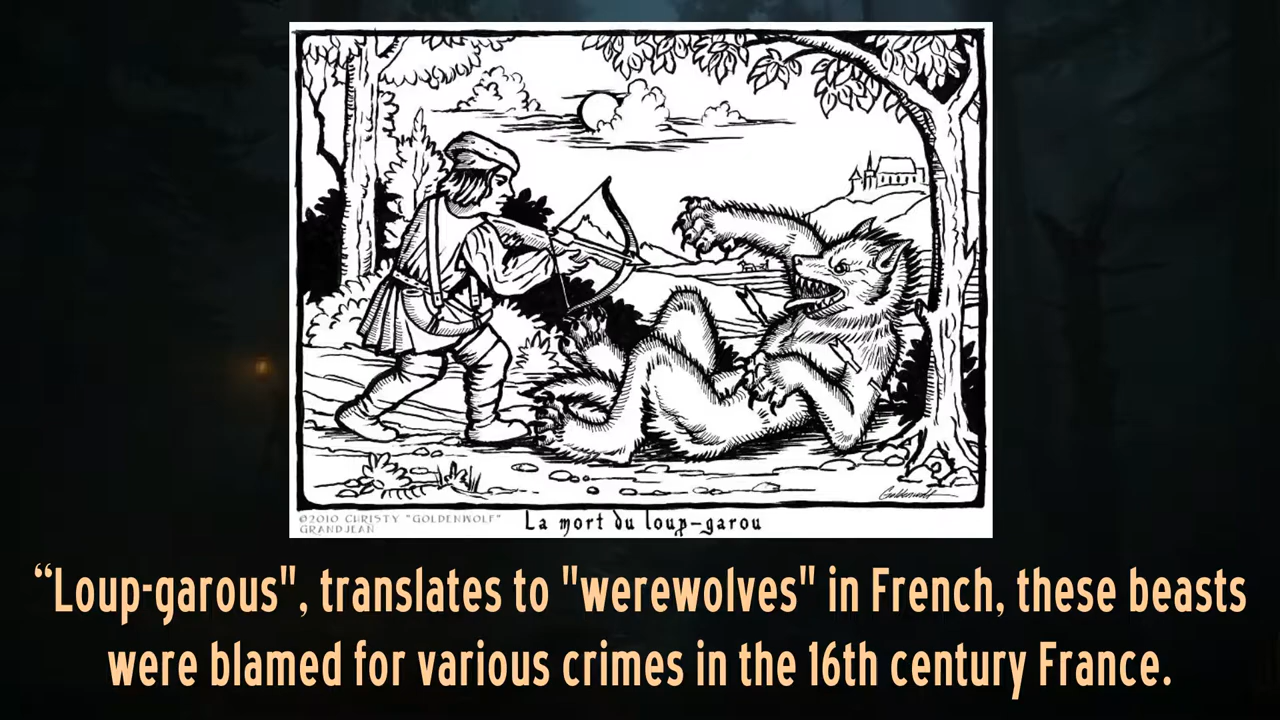 Goldenwolf
©2010 CHRISTY "GOLDENWOLF"
GRANDJEAN
La mort du loup-garou
“Loup-garous", translates to "werewolves" in French, these beasts
were blamed for various crimes in the 16th century France.